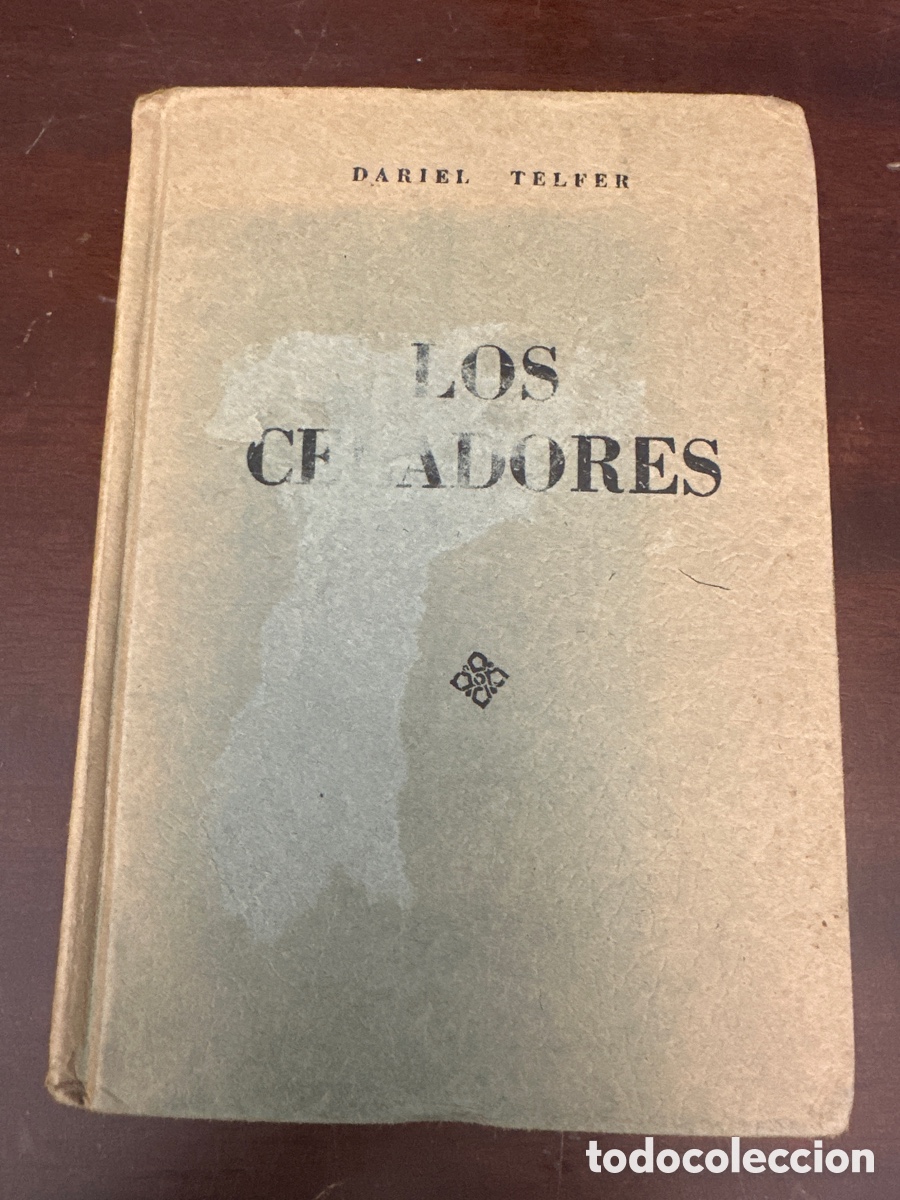 DARIEL TELFER
LOS
CELADORES
todocoleccion